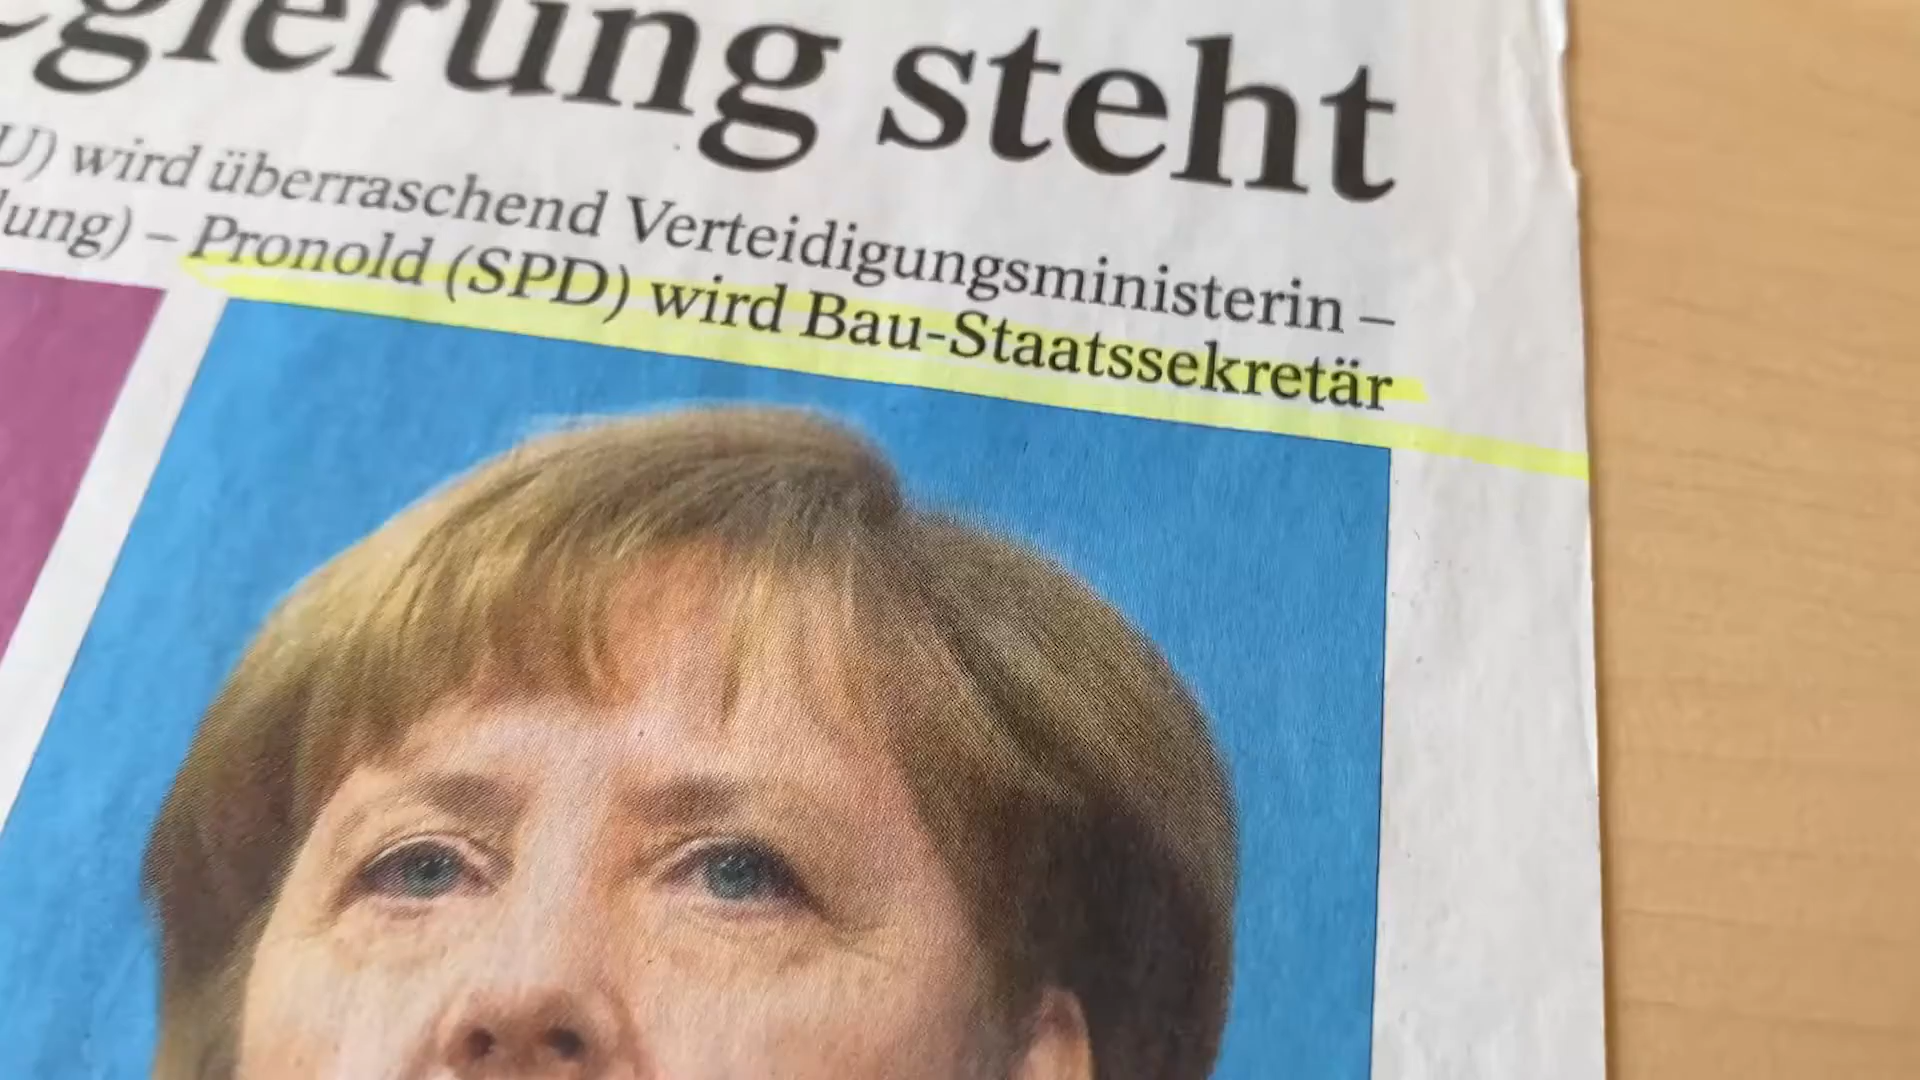 egierung steht
U) wird überraschend Verteidigungsministerin –
lung) – Pronold (SPD) wird Bau-Staatssekretär